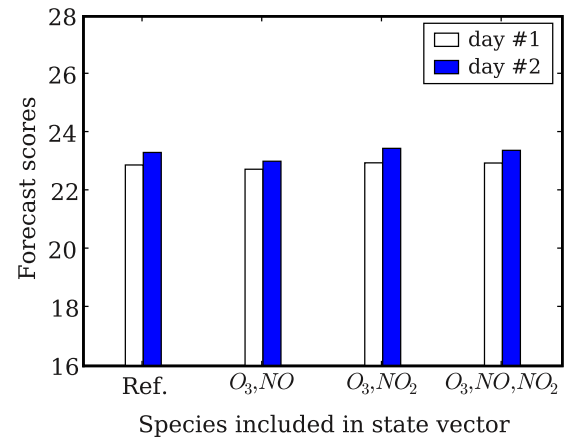 28
26
24
22
20
18
16
Forecast scores
day #1
day #2
Ref.
O₃,NO
O₃,NO₂
O₃,NO,NO₂
Species included in state vector